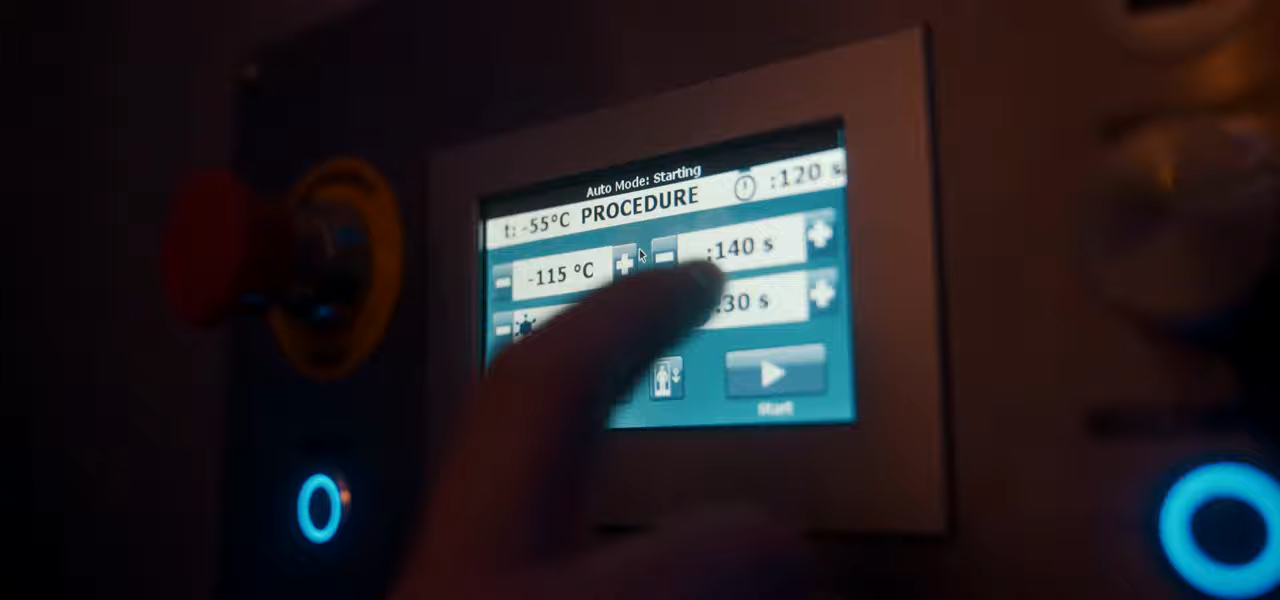 Auto Mode: Starting
t: -55°C PROCEDURE :120 s
-115 °C :140 s
:30 s
Start